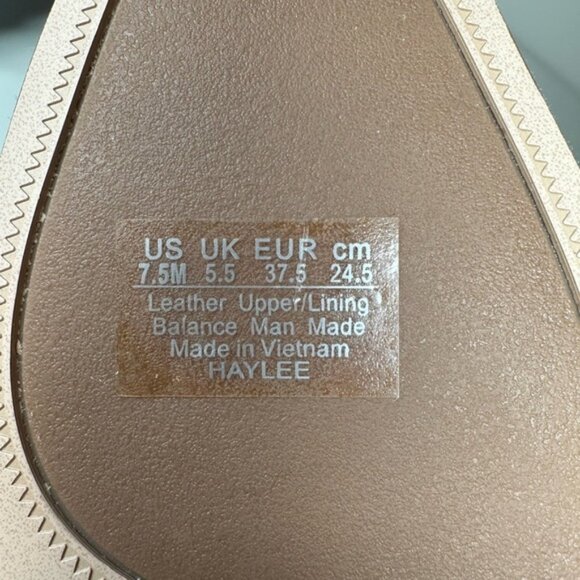 US UK EUR cm
7.5M 5.5 37.5 24.5
Leather Upper/Lining
Balance Man Made
Made in Vietnam
HAYLEE